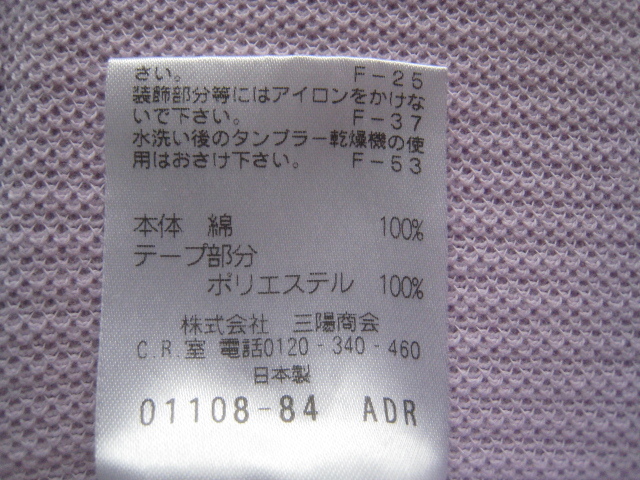 さい。 F-25
装飾部分等にはアイロンをかけな
いで下さい。 F-37
水洗い後のタンブラー乾燥機の使
用はおさけ下さい。 F-53
本体 綿 100%
テープ部分
ポリエステル 100%
株式会社 三陽商会
C.R.室 電話0120-340-460
日本製
01108-84 ADR